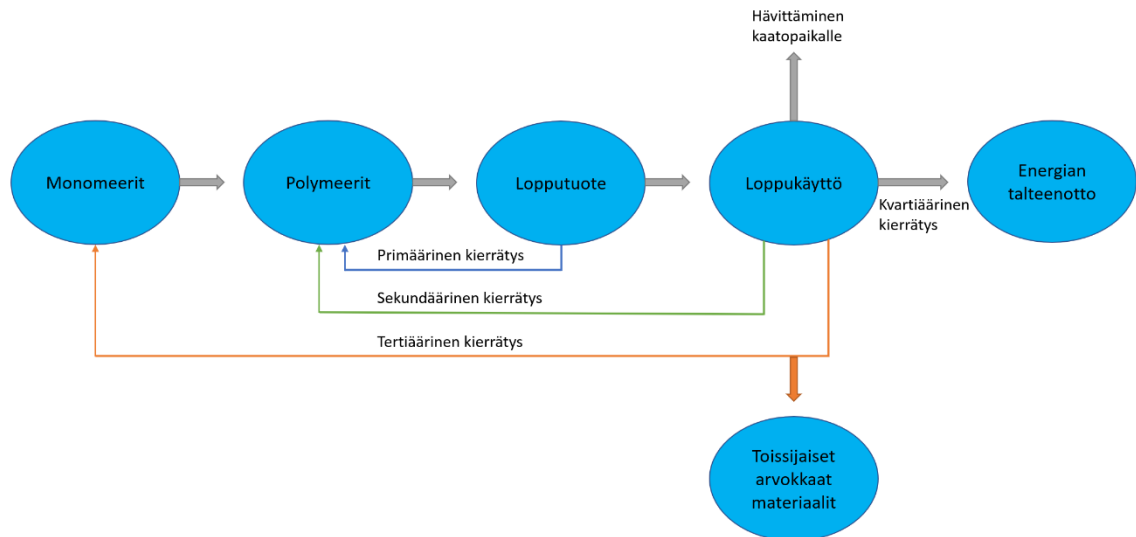 Hävittäminen
kaatopaikalle
Monomeerit
Polymeerit
Lopputuote
Loppukäyttö
Energian
talteenotto
Kvartiäärinen
kierrätys
Primäärinen kierrätys
Sekundäärinen kierrätys
Tertiäärinen kierrätys
Toissijaiset
arvokkaat
materiaalit